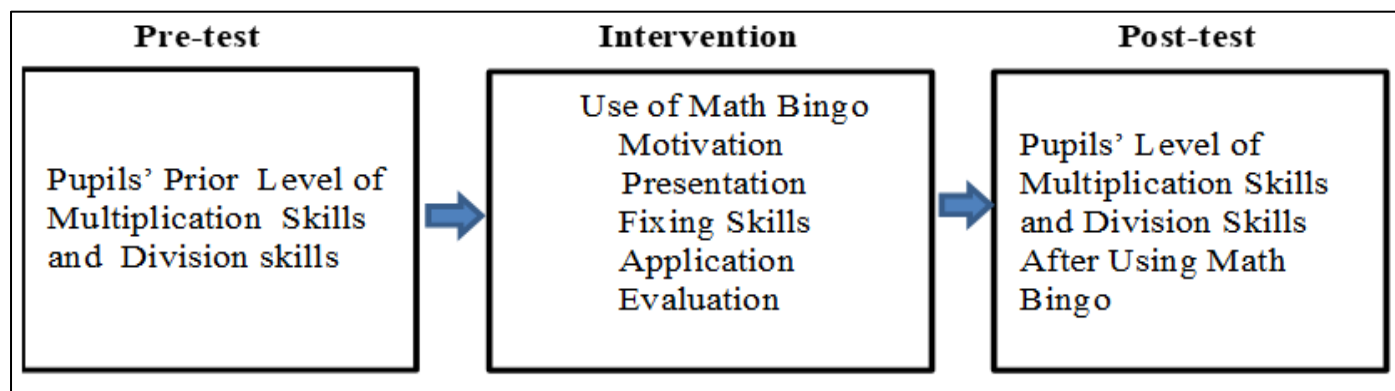 Pre-test
Intervention
Post-test
Pupils’ Prior Level of
Multiplication Skills
and Division skills
Use of Math Bingo
Motivation
Presentation
Fixing Skills
Application
Evaluation
Pupils’ Level of
Multiplication Skills
and Division Skills
After Using Math
Bingo